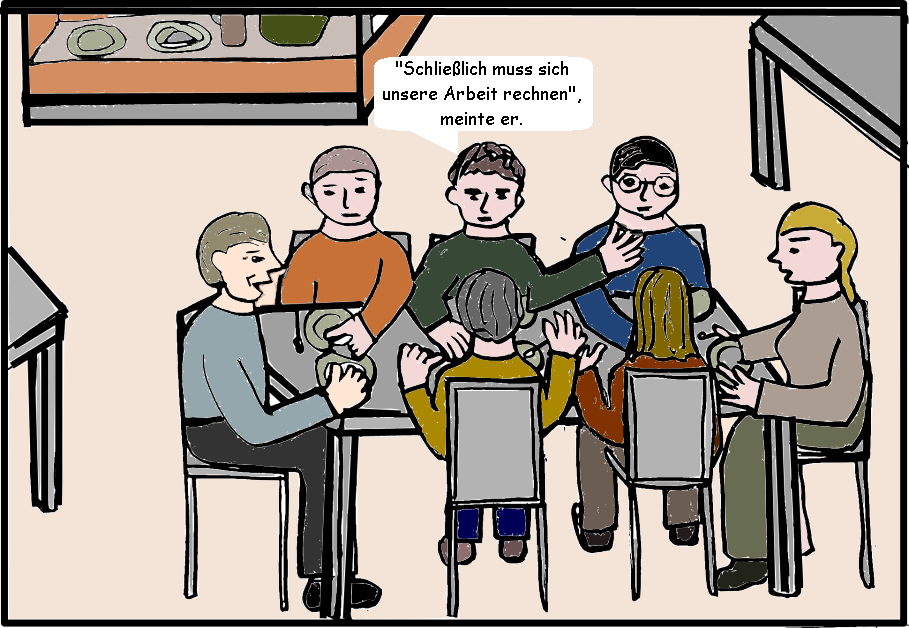 "Schließlich muss sich
unsere Arbeit rechnen",
meinte er.